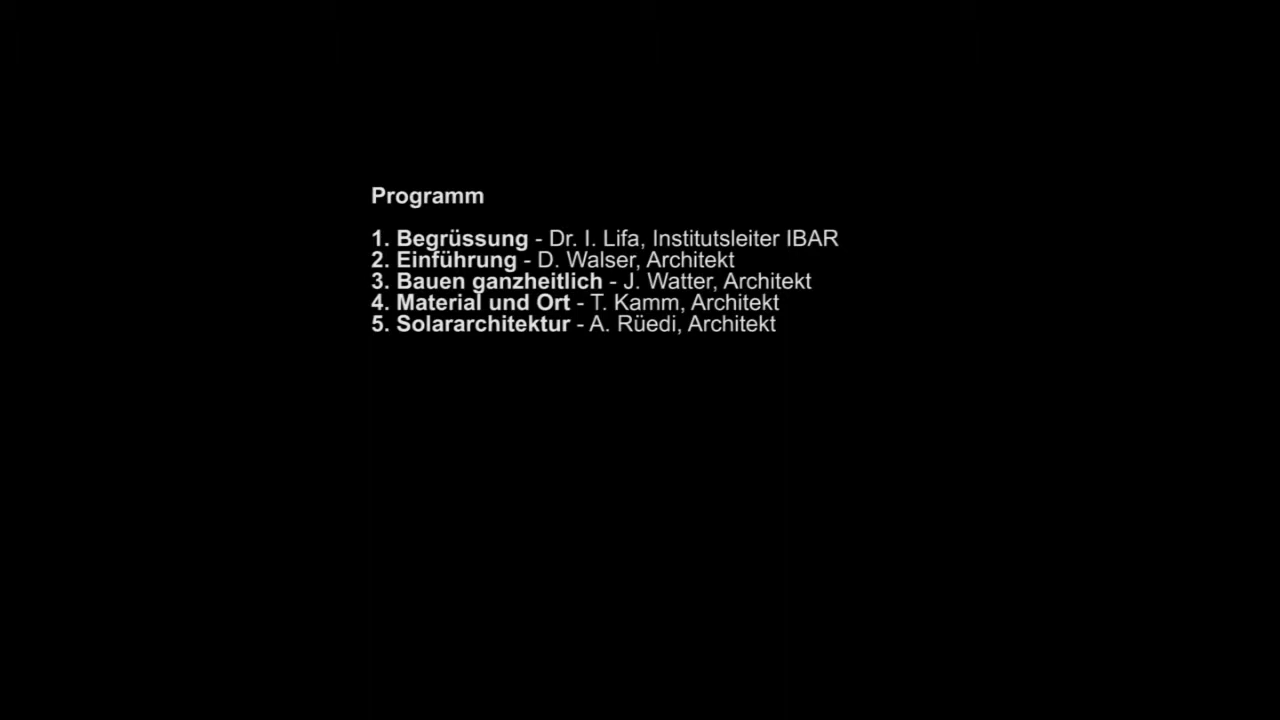 Programm
1. Begrüssung - Dr. I. Lifa, Institutsleiter IBAR
2. Einführung - D. Walser, Architekt
3. Bauen ganzheitlich - J. Watter, Architekt
4. Material und Ort - T. Kamm, Architekt
5. Solararchitektur - A. Rüedi, Architekt